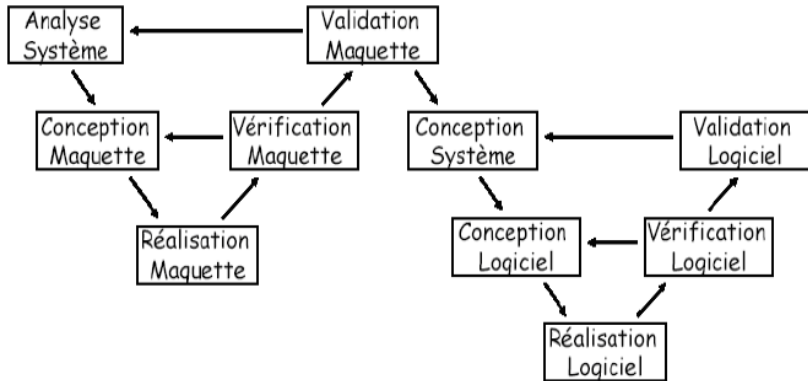 Analyse
Système
Validation
Maquette
Conception
Maquette
Vérification
Maquette
Conception
Système
Validation
Logiciel
Réalisation
Maquette
Conception
Logiciel
Vérification
Logiciel
Réalisation
Logiciel